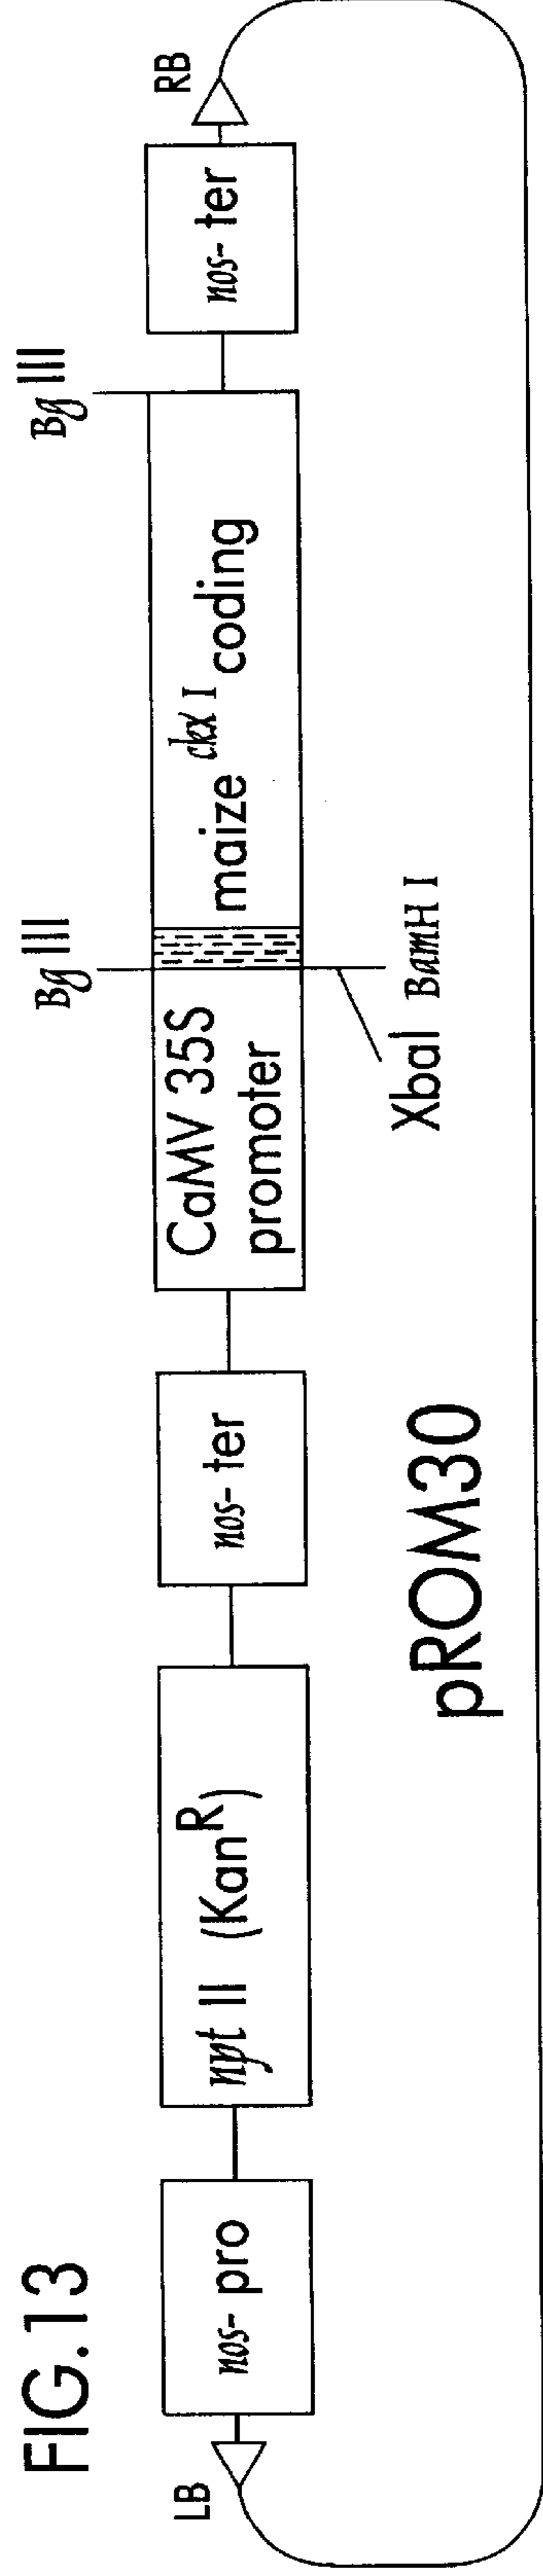 FIG.13
LB
nos- pro
npt II (KanR)
nos- ter
CaMV 35S
promoter
Bg III
maize ckx I coding
Bg III
nos- ter
RB
XbaI BamH I
pROM30